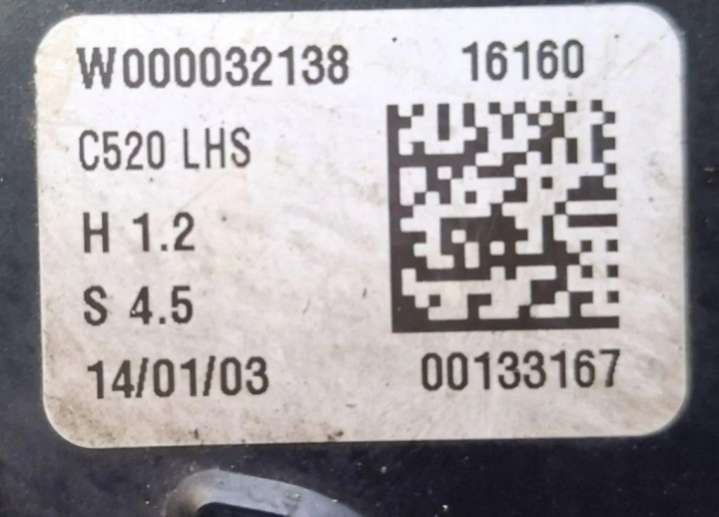 W000032138 16160
C520 LHS
H 1.2
S 4.5
14/01/03 00133167